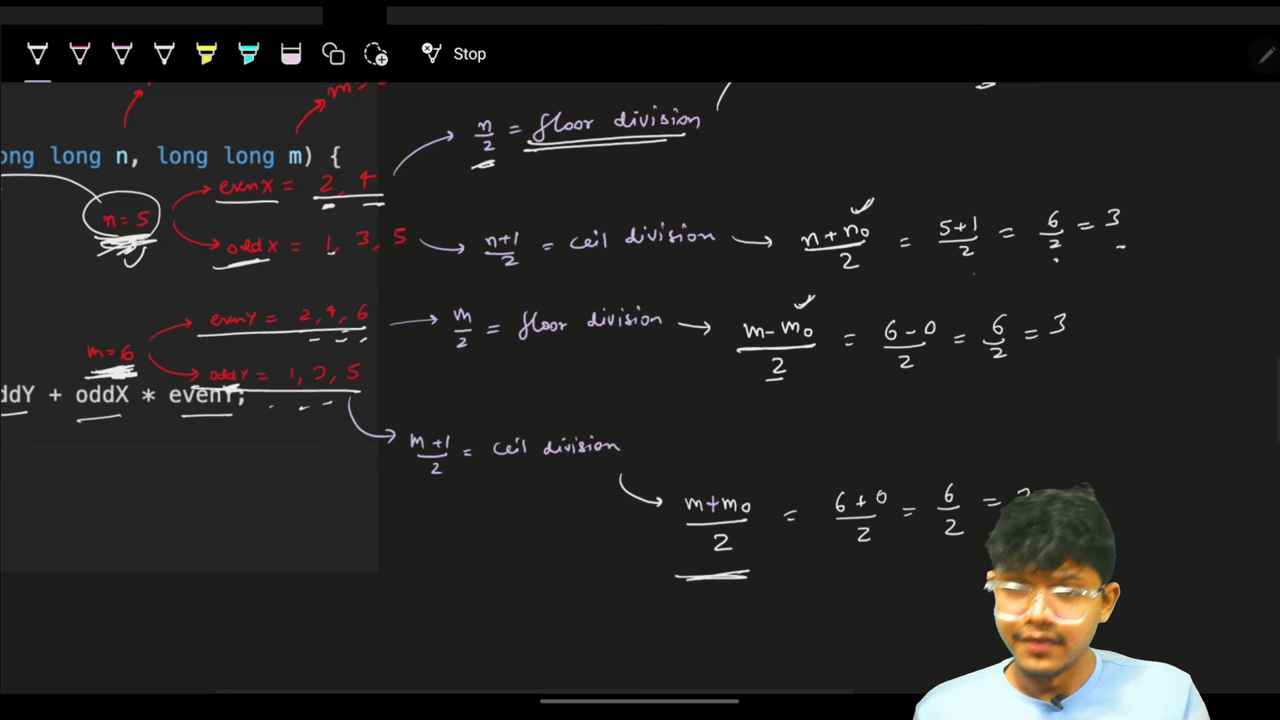 Stop
m
n/2 = floor division
ong long n, long long m) {
evenX = 2, 4
n = 5
oddX = 1, 3, 5
n+1/2 = ceil division → n + n₀/2 = 5+1/2 = 6/2 = 3
evenY = 2, 4, 6
m/2 = floor division → m - m₀/2 = 6 - 0/2 = 6/2 = 3
m = 6
oddY = 1, 3, 5
ddY + oddX * evenY;
m+1/2 = ceil division
m + m₀/2 = 6 + 0/2 = 6/2 =